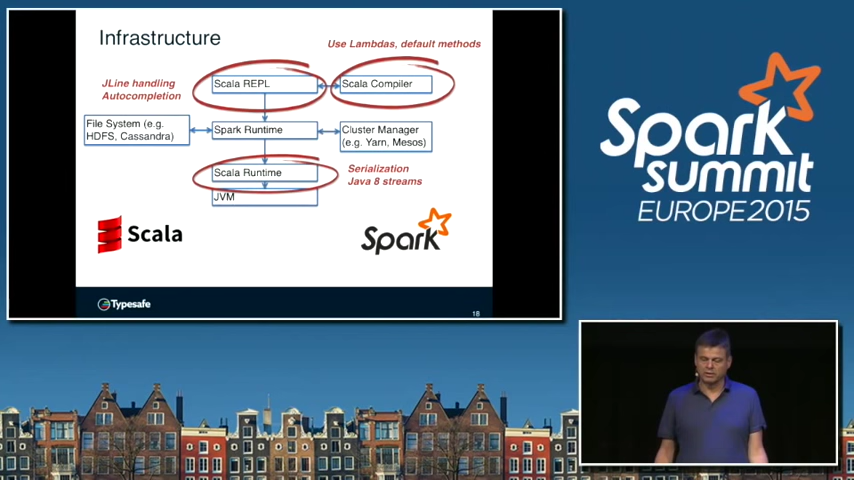 Infrastructure
Use Lambdas, default methods
JLine handling
Autocompletion
Scala REPL
Scala Compiler
File System (e.g.
HDFS, Cassandra)
Spark Runtime
Cluster Manager
(e.g. Yarn, Mesos)
Scala Runtime
Serialization
Java 8 streams
JVM
Scala
Spark
Typesafe
18
Spark
summit
EUROPE 2015